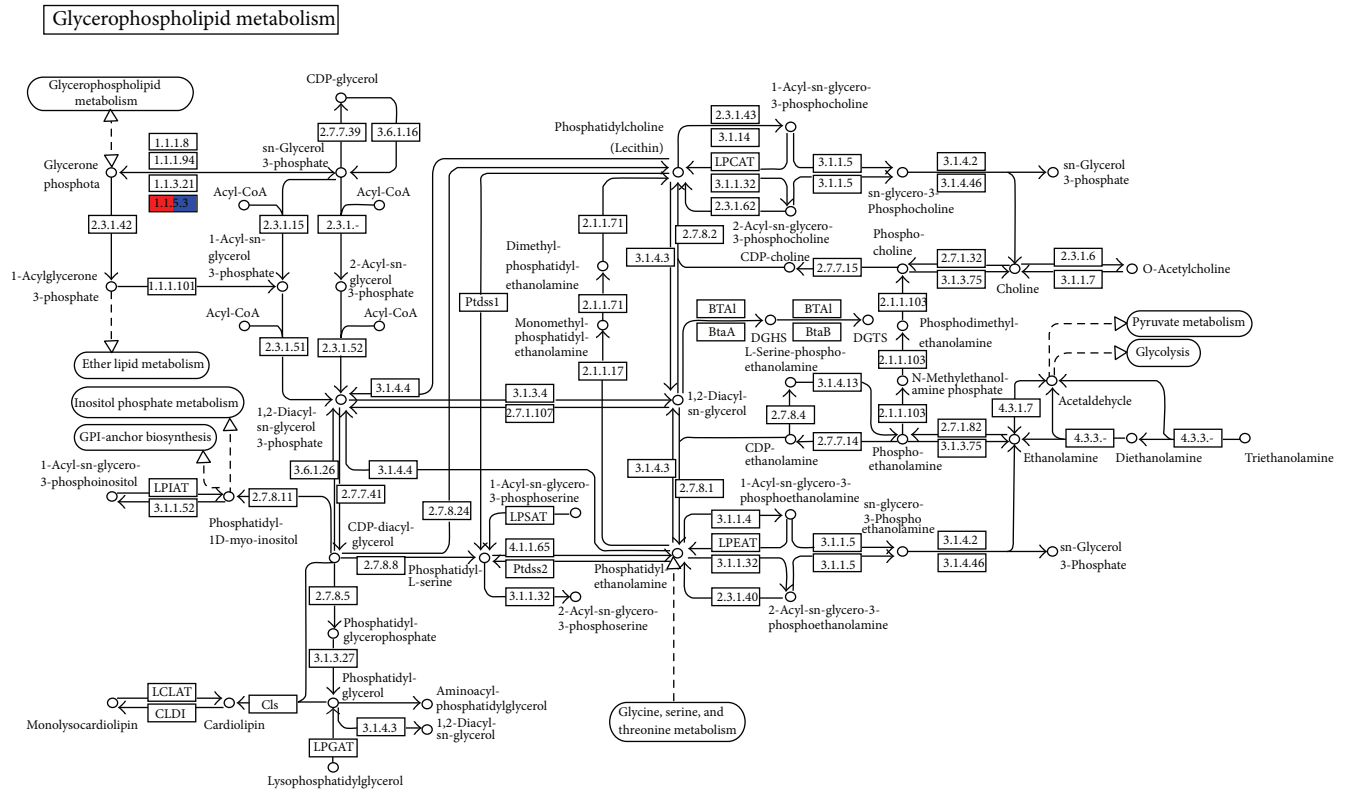 Glycerophospholipid metabolism
Glycerophospholipid
metabolism
CDP-glycerol
2.7.7.39
3.6.1.16
sn-Glycerol
3-phosphate
Glycerone
phosphota
1.1.1.8
1.1.1.94
1.1.3.21
1.1.5.3
Acyl-CoA
Acyl-CoA
2.3.1.42
2.3.1.15
2.3.1.-
1-Acyl-sn-
glycerol
3-phosphate
2-Acyl-sn-
glycerol
3-phosphate
1-Acylglycerone
3-phosphate
1.1.1.101
Acyl-CoA
Acyl-CoA
2.3.1.51
2.3.1.52
Ether lipid metabolism
Inositol phosphate metabolism
GPI-anchor biosynthesis
1,2-Diacyl-
sn-glycerol
3-phosphate
3.1.4.4
3.1.3.4
2.7.1.107
1-Acyl-sn-glycero-
3-phosphoinositol
LPIAT
3.1.1.52
2.7.8.11
Phosphatidyl-
1D-myo-inositol
3.6.1.26
2.7.7.41
3.1.4.4
2.7.8.24
CDP-diacyl-
glycerol
2.7.8.8
Phosphatidyl-
L-serine
2.7.8.5
Phosphatidyl-
glycerophosphate
3.1.3.27
Phosphatidyl-
glycerol
LCLAT
CLDI
Monolysocardiolipin
Cardiolipin
Cls
Aminoacyl-
phosphatidylglycerol
3.1.4.3
1,2-Diacyl-
sn-glycerol
LPGAT
Lysophosphatidylglycerol
Phosphatidylcholine
(Lecithin)
Ptdss1
2.1.1.71
Dimethyl-
phosphatidyl-
ethanolamine
2.1.1.71
Monomethyl-
phosphatidyl-
ethanolamine
2.1.1.17
1-Acyl-sn-glycero-
3-phosphoserine
LPSAT
4.1.1.65
Ptdss2
3.1.1.32
2-Acyl-sn-glycero-
3-phosphoserine
Phosphatidyl
ethanolamine
Glycine, serine, and
threonine metabolism
1-Acyl-sn-glycero-
3-phosphocholine
2.3.1.43
3.1.14
LPCAT
3.1.1.32
2.3.1.62
3.1.1.5
3.1.1.5
3.1.4.2
3.1.4.46
sn-Glycerol
3-phosphate
sn-glycero-3-
Phosphocholine
2-Acyl-sn-glycero-
3-phosphocholine
2.7.8.2
3.1.4.3
CDP-choline
2.7.7.15
Phospho-
choline
2.7.1.32
3.1.3.75
Choline
2.3.1.6
3.1.1.7
O-Acetylcholine
BTAl
BtaA
DGHS
BTAl
BtaB
DGTS
2.1.1.103
Phosphodimethyl-
ethanolamine
2.1.1.103
N-Methylethanol-
amine phosphate
2.1.1.103
Pyruvate metabolism
Glycolysis
Acetaldehycle
4.3.1.7
L-Serine-phospho-
ethanolamine
3.1.4.13
2.7.8.4
1,2-Diacyl-
sn-glycerol
CDP-
ethanolamine
2.7.7.14
Phospho-
ethanolamine
2.7.1.82
3.1.3.75
Ethanolamine
4.3.3.-
Diethanolamine
4.3.3.-
Triethanolamine
3.1.4.3
2.7.8.1
1-Acyl-sn-glycero-3-
phosphoethanolamine
3.1.1.4
LPEAT
3.1.1.32
2.3.1.40
3.1.1.5
3.1.1.5
sn-glycero-
3-Phospho
ethanolamine
3.1.4.2
3.1.4.46
sn-Glycerol
3-Phosphate
2-Acyl-sn-glycero-3-
phosphoethanolamine